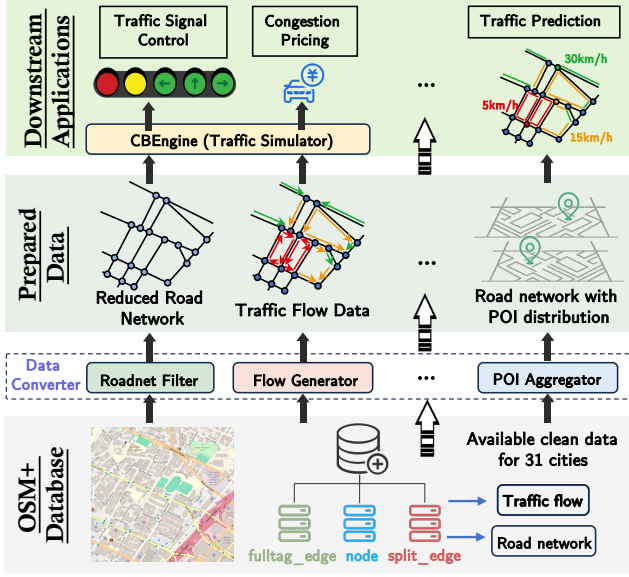 Downstream
Applications
Traffic Signal
Control
Congestion
Pricing
Traffic Prediction
¥
...
30km/h
5km/h
15km/h
CBEngine (Traffic Simulator)
Prepared
Data
Reduced Road
Network
Traffic Flow Data
...
Road network with
POI distribution
Data
Converter
Roadnet Filter
Flow Generator
...
POI Aggregator
OSM+
Database
Available clean data
for 31 cities
Traffic flow
Road network
fulltag_edge
node
split_edge